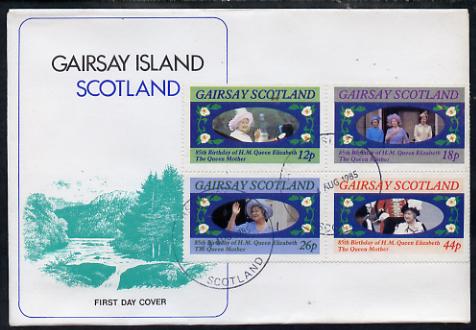 GAIRSAY ISLAND
SCOTLAND
GAIRSAY SCOTLAND
85th Birthday of H.M. Queen Elizabeth
The Queen Mother
12p
GAIRSAY SCOTLAND
85th Birthday of H.M. Queen Elizabeth
The Queen Mother
18p
GAIRSAY SCOTLAND
85th Birthday of H.M. Queen Elizabeth
The Queen Mother
26p
GAIRSAY SCOTLAND
85th Birthday of H.M. Queen Elizabeth
The Queen Mother
44p
AUG 1985
SCOTLAND
FIRST DAY COVER